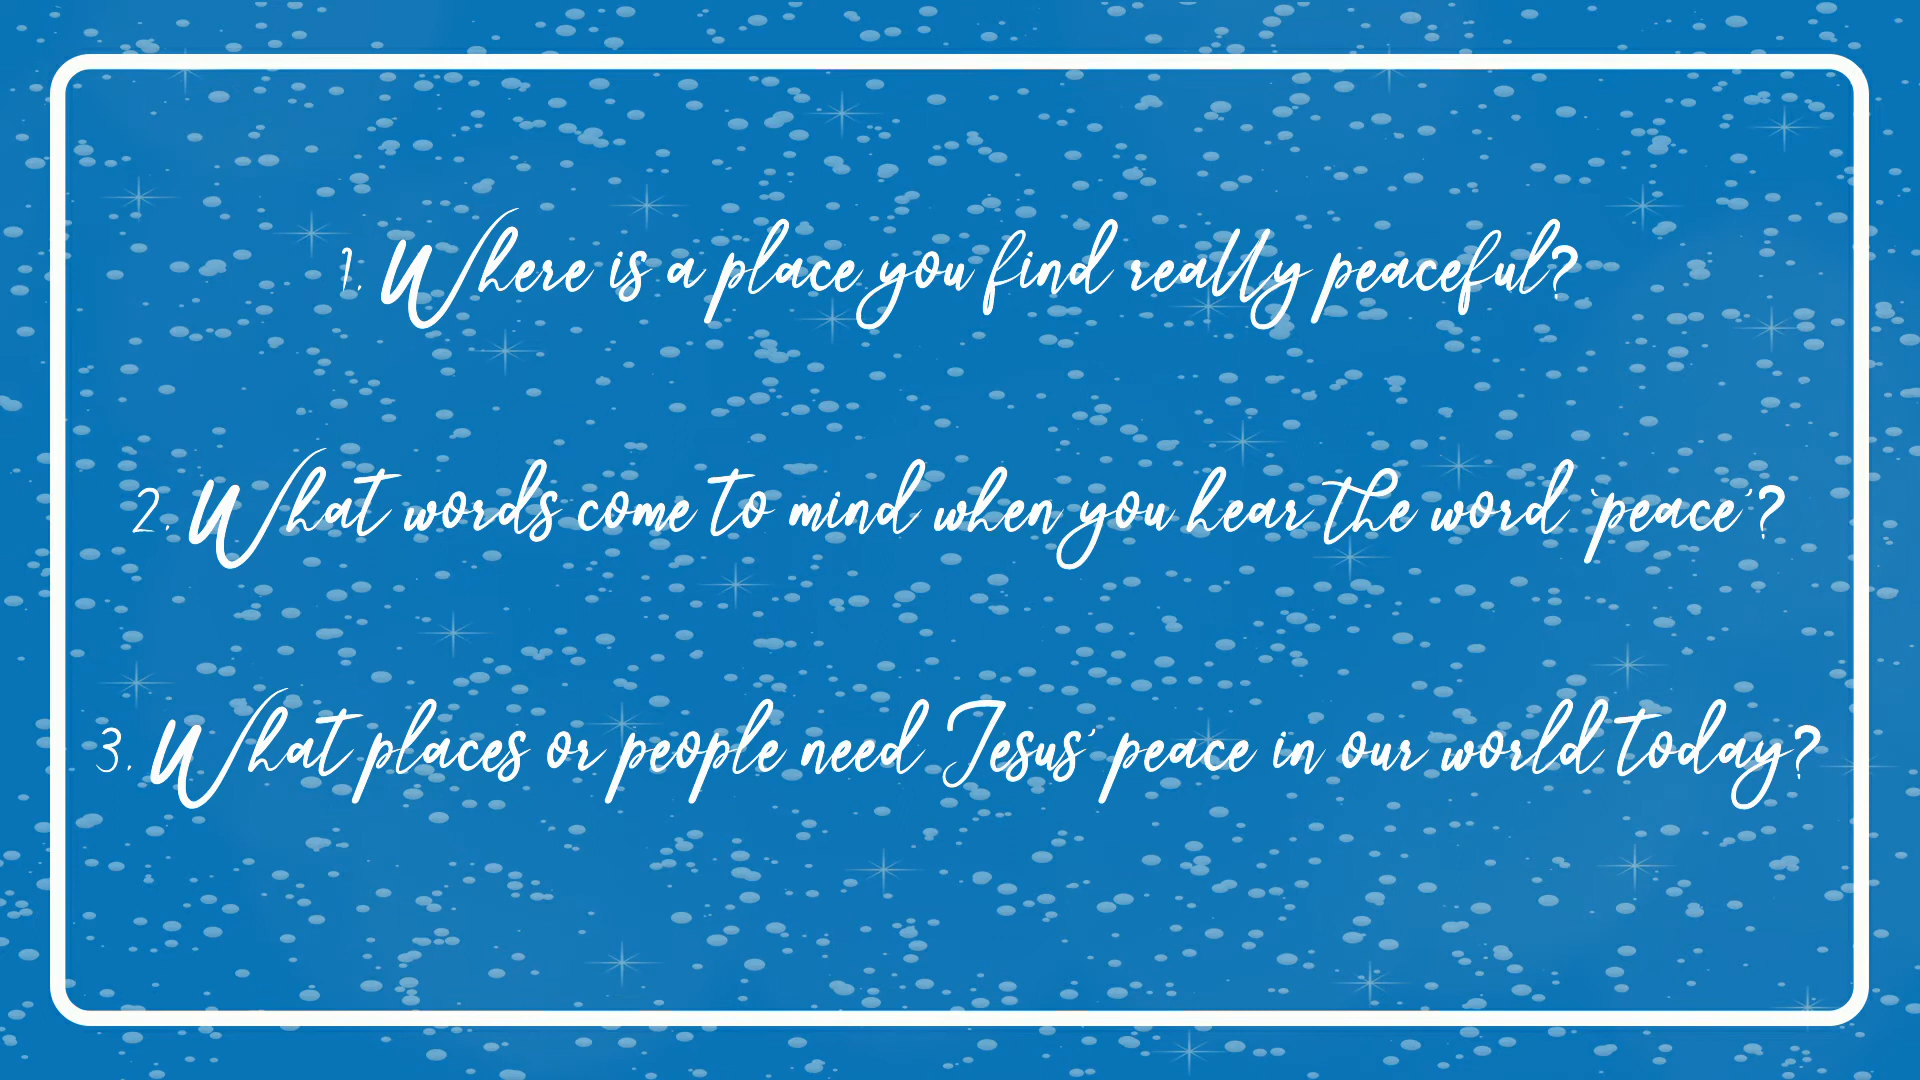 1. Where is a place you find really peaceful?
2. What words come to mind when you hear the word ‘peace’?
3. What places or people need Jesus’ peace in our world today?